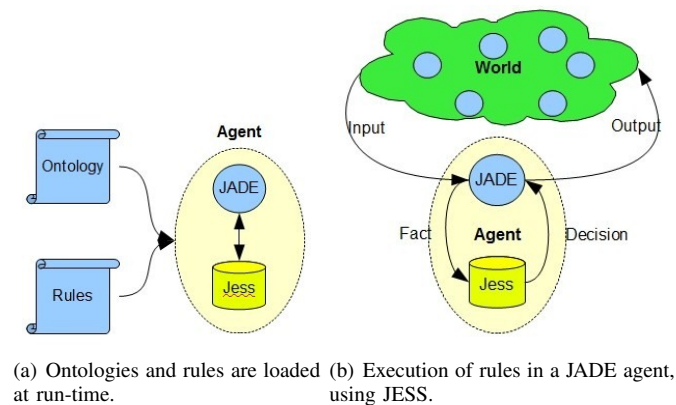 Ontology
Rules
Agent
JADE
Jess
World
Input
Output
JADE
Fact
Agent
Decision
Jess
(a) Ontologies and rules are loaded
at run-time.
(b) Execution of rules in a JADE agent,
using JESS.